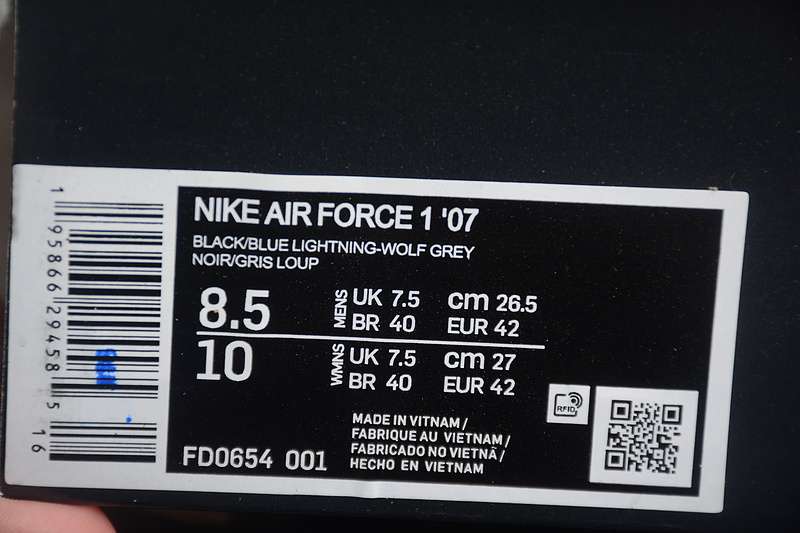 NIKE AIR FORCE 1 '07
BLACK/BLUE LIGHTNING-WOLF GREY
NOIR/GRIS LOUP
8.5 MENS UK 7.5 cm 26.5
BR 40 EUR 42
10 WMNS UK 7.5 cm 27
BR 40 EUR 42
MADE IN VITNAM/
FABRIQUE AU VIETNAM/
FABRICADO NO VIETNÃ/
HECHO EN VIETNAM
FD0654 001
RFID
1 95866 29458 5 16